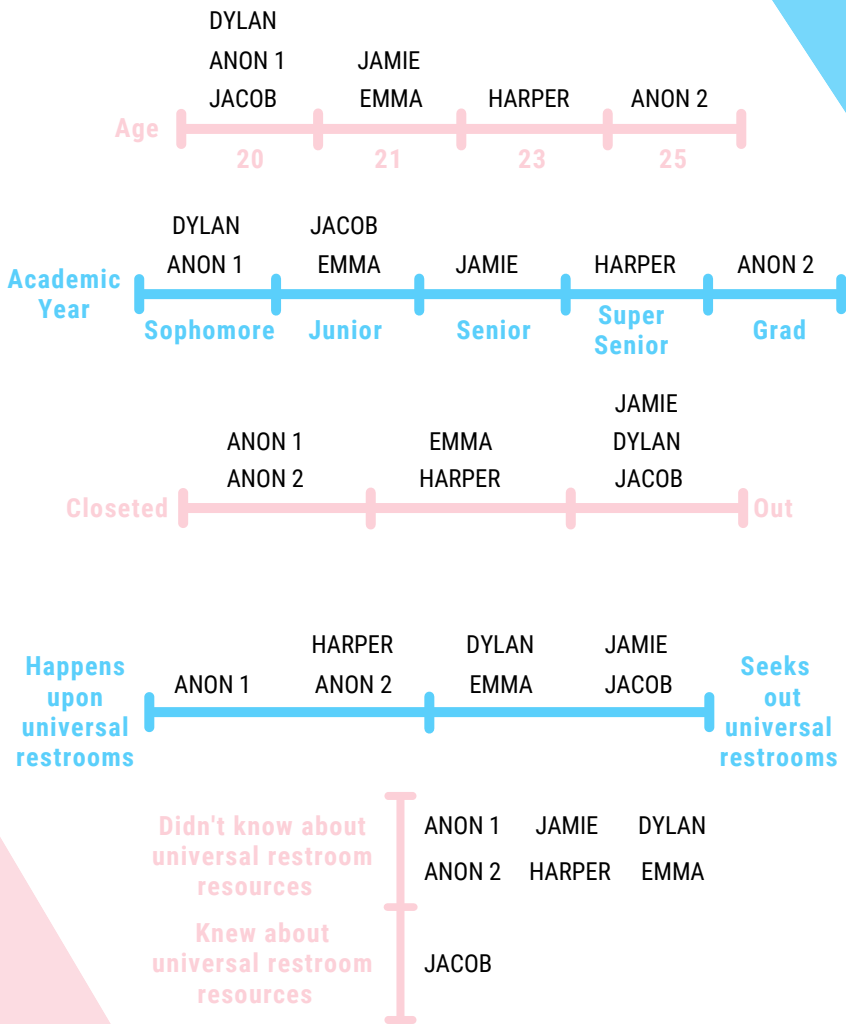 DYLAN
ANON 1 JAMIE
JACOB EMMA HARPER ANON 2
Age
20 21 23 25
DYLAN JACOB
ANON 1 EMMA JAMIE HARPER ANON 2
Academic
Year
Sophomore Junior Senior Super
Senior Grad
JAMIE
ANON 1 EMMA DYLAN
ANON 2 HARPER JACOB
Closeted Out
HARPER DYLAN JAMIE
ANON 1 ANON 2 EMMA JACOB
Happens
upon
universal
restrooms
Seeks
out
universal
restrooms
Didn't know about
universal restroom
resources
ANON 1 JAMIE DYLAN
ANON 2 HARPER EMMA
Knew about
universal restroom
resources
JACOB